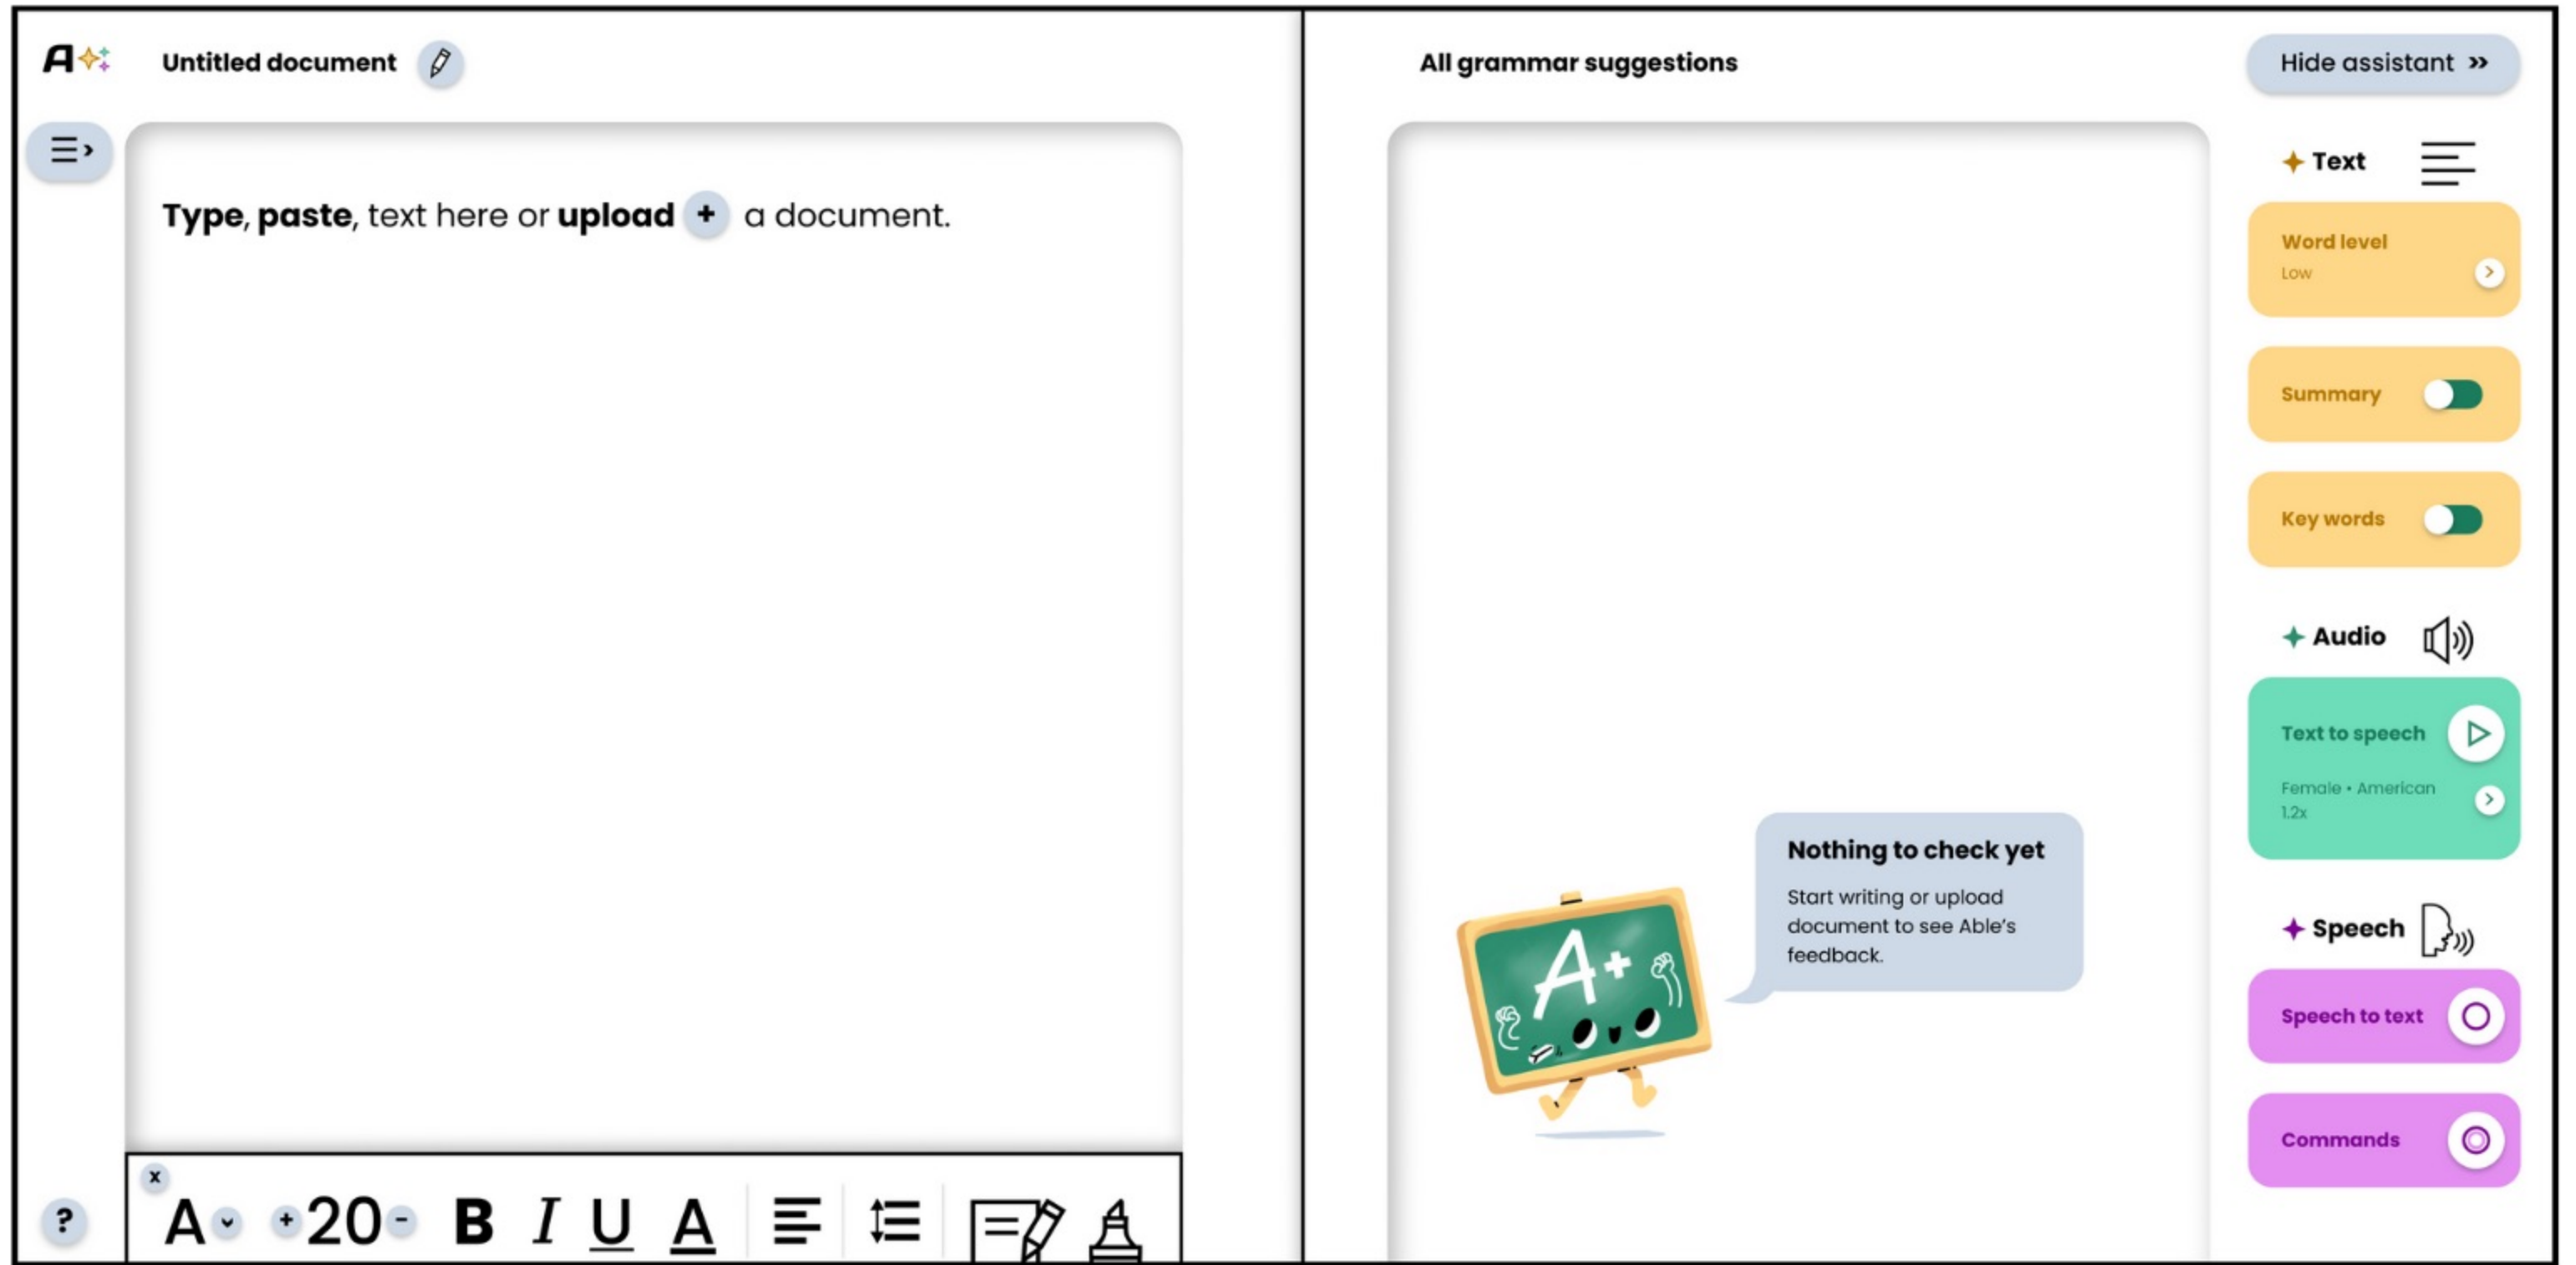 A
Untitled document
Type, paste, text here or upload + a document.
x
A +20- B I U A
?
All grammar suggestions
A+
Nothing to check yet
Start writing or upload
document to see Able's
feedback.
Hide assistant »
Text
Word level
Low
Summary
Key words
Audio
Text to speech
Female • American
1.2x
Speech
Speech to text
Commands